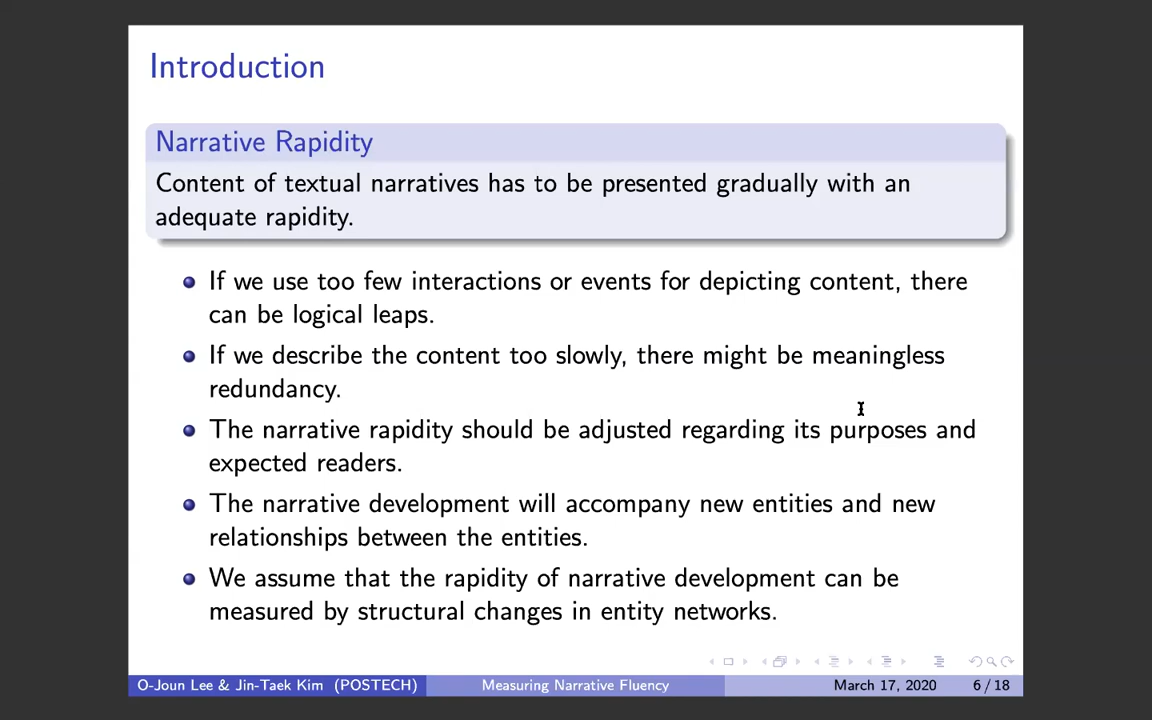 Introduction
Narrative Rapidity
Content of textual narratives has to be presented gradually with an
adequate rapidity.
If we use too few interactions or events for depicting content, there
can be logical leaps.
If we describe the content too slowly, there might be meaningless
redundancy.
The narrative rapidity should be adjusted regarding its purposes and
expected readers.
The narrative development will accompany new entities and new
relationships between the entities.
We assume that the rapidity of narrative development can be
measured by structural changes in entity networks.
O-Joun Lee & Jin-Taek Kim (POSTECH) Measuring Narrative Fluency March 17, 2020 6 / 18